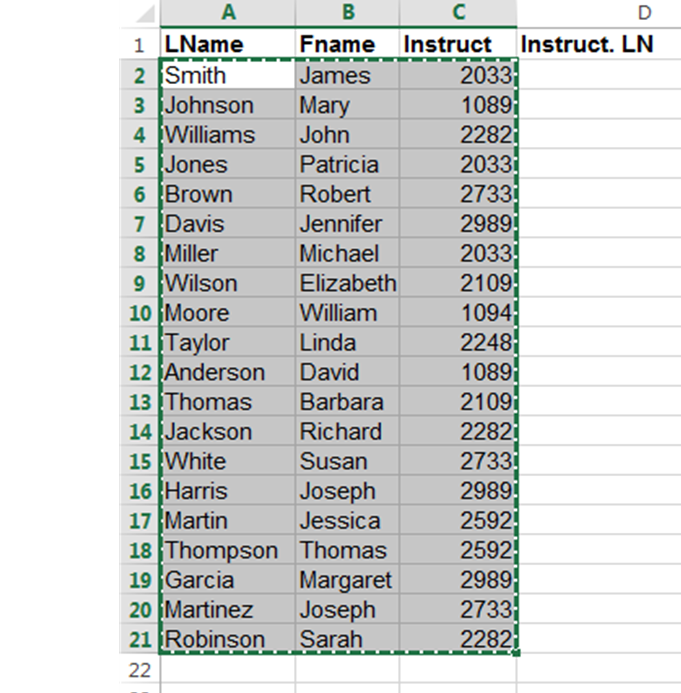 A B C D
1 LName Fname Instruct Instruct. LN
2 Smith James 2033
3 Johnson Mary 1089
4 Williams John 2282
5 Jones Patricia 2033
6 Brown Robert 2733
7 Davis Jennifer 2989
8 Miller Michael 2033
9 Wilson Elizabeth 2109
10 Moore William 1094
11 Taylor Linda 2248
12 Anderson David 1089
13 Thomas Barbara 2109
14 Jackson Richard 2282
15 White Susan 2733
16 Harris Joseph 2989
17 Martin Jessica 2592
18 Thompson Thomas 2592
19 Garcia Margaret 2989
20 Martinez Joseph 2733
21 Robinson Sarah 2282
22